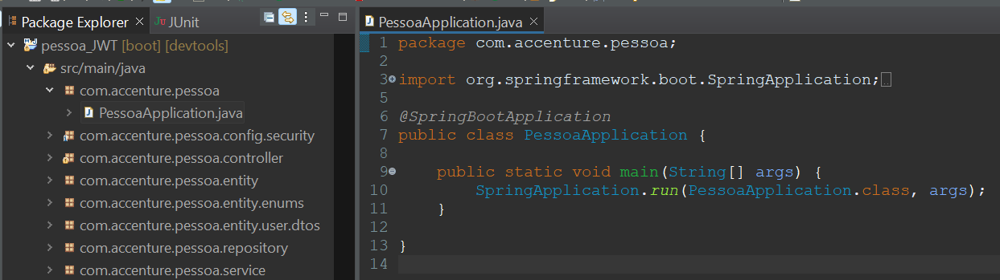 Package Explorer
JUnit
pessoa_JWT [boot] [devtools]
src/main/java
com.accenture.pessoa
PessoaApplication.java
com.accenture.pessoa.config.security
com.accenture.pessoa.controller
com.accenture.pessoa.entity
com.accenture.pessoa.entity.enums
com.accenture.pessoa.entity.user.dtos
com.accenture.pessoa.repository
com.accenture.pessoa.service
PessoaApplication.java
1 package com.accenture.pessoa;
2
3 import org.springframework.boot.SpringApplication;
5
6 @SpringBootApplication
7 public class PessoaApplication {
8
9 public static void main(String[] args) {
10 SpringApplication.run(PessoaApplication.class, args);
11 }
12
13 }
14